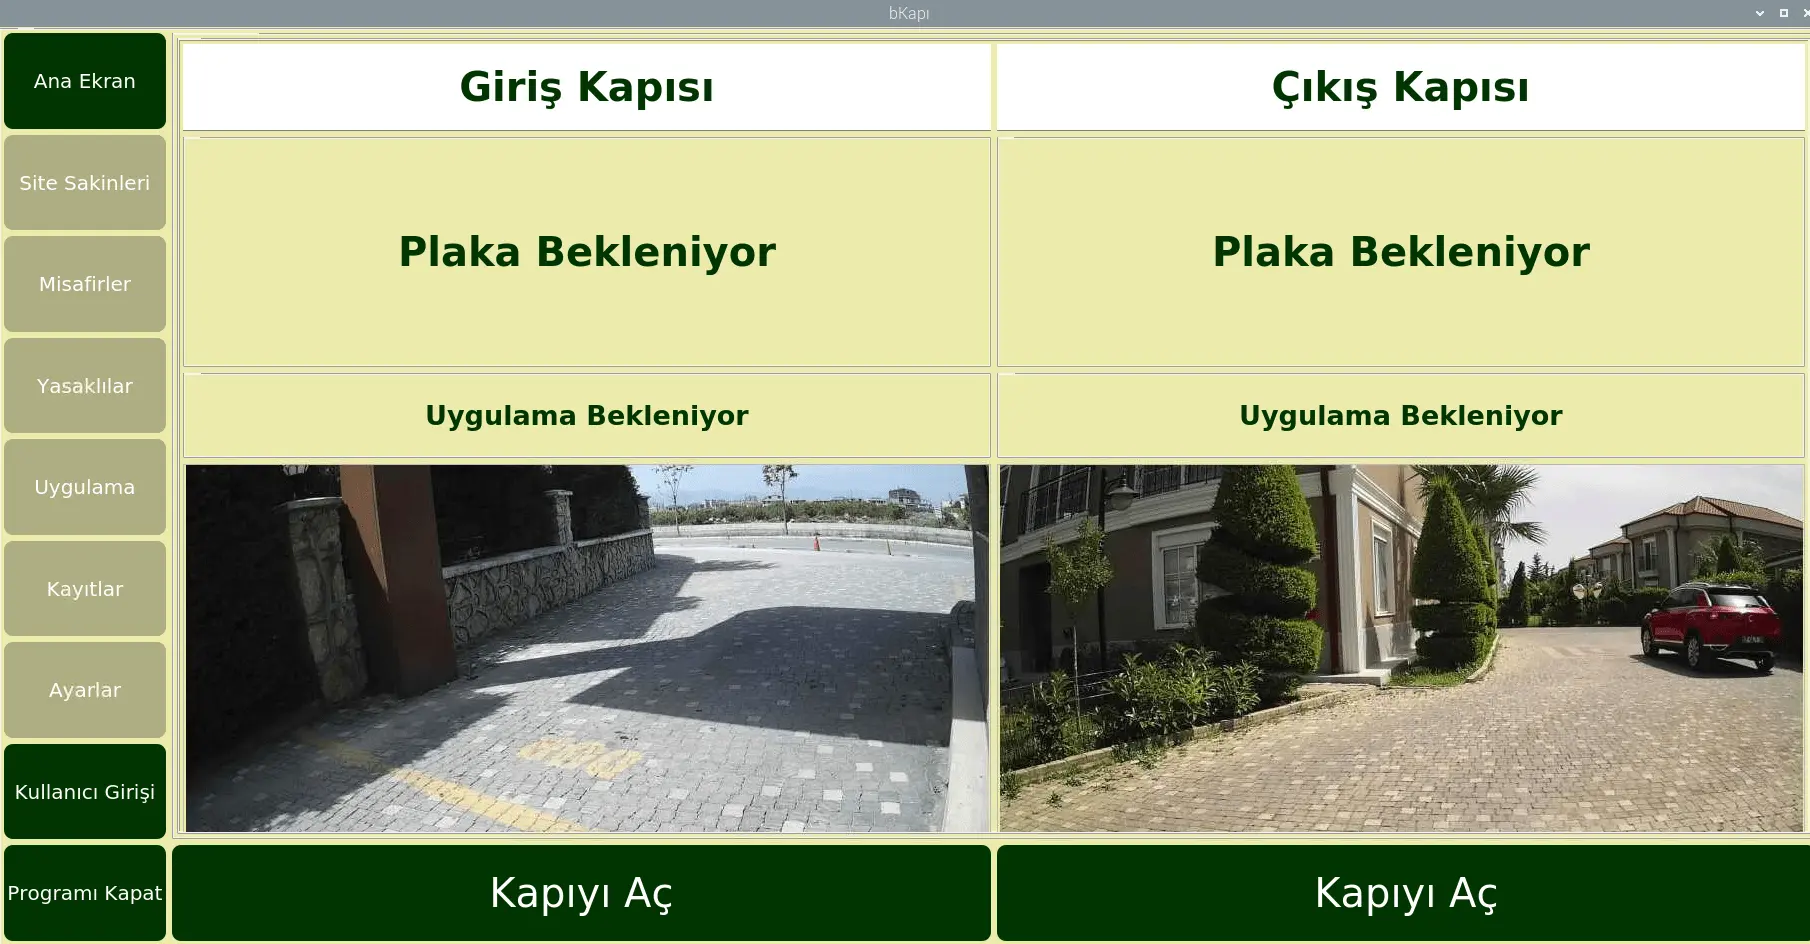 bKapı
Ana Ekran
Site Sakinleri
Misafirler
Yasaklılar
Uygulama
Kayıtlar
Ayarlar
Kullanıcı Girişi
Programı Kapat
Giriş Kapısı
Plaka Bekleniyor
Uygulama Bekleniyor
Kapıyı Aç
Çıkış Kapısı
Plaka Bekleniyor
Uygulama Bekleniyor
Kapıyı Aç